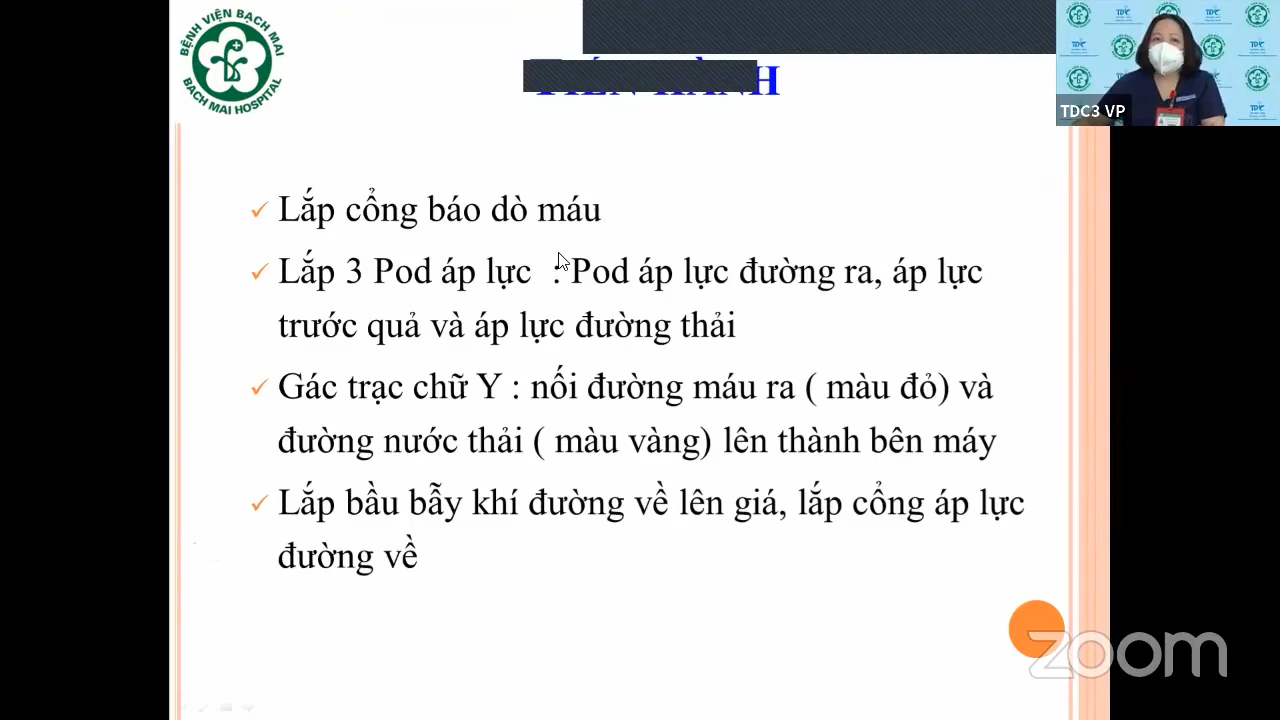 BỆNH VIỆN BẠCH MAI
BACH MAI HOSPITAL
TDC3 VP
Lắp cổng báo dò máu
Lắp 3 Pod áp lực : Pod áp lực đường ra, áp lực
trước quả và áp lực đường thải
Gác trạc chữ Y : nối đường máu ra ( màu đỏ) và
đường nước thải ( màu vàng) lên thành bên máy
Lắp bầu bẫy khí đường về lên giá, lắp cổng áp lực
đường về
zoom